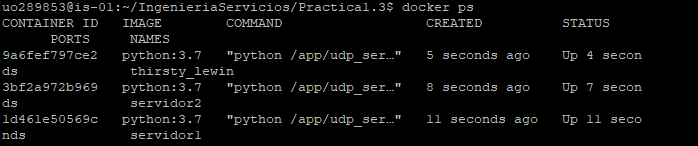 uo289853@is-01:~/IngenieriaServicios/Practica1.3$ docker ps
CONTAINER ID   IMAGE        COMMAND                  CREATED          STATUS
      PORTS     NAMES
9a6fef797ce2   python:3.7   "python /app/udp_ser…"   5 seconds ago    Up 4 secon
ds              thirsty_lewin
3bf2a972b969   python:3.7   "python /app/udp_ser…"   8 seconds ago    Up 7 secon
ds              servidor2
1d461e50569c   python:3.7   "python /app/udp_ser…"   11 seconds ago   Up 11 seco
nds             servidor1